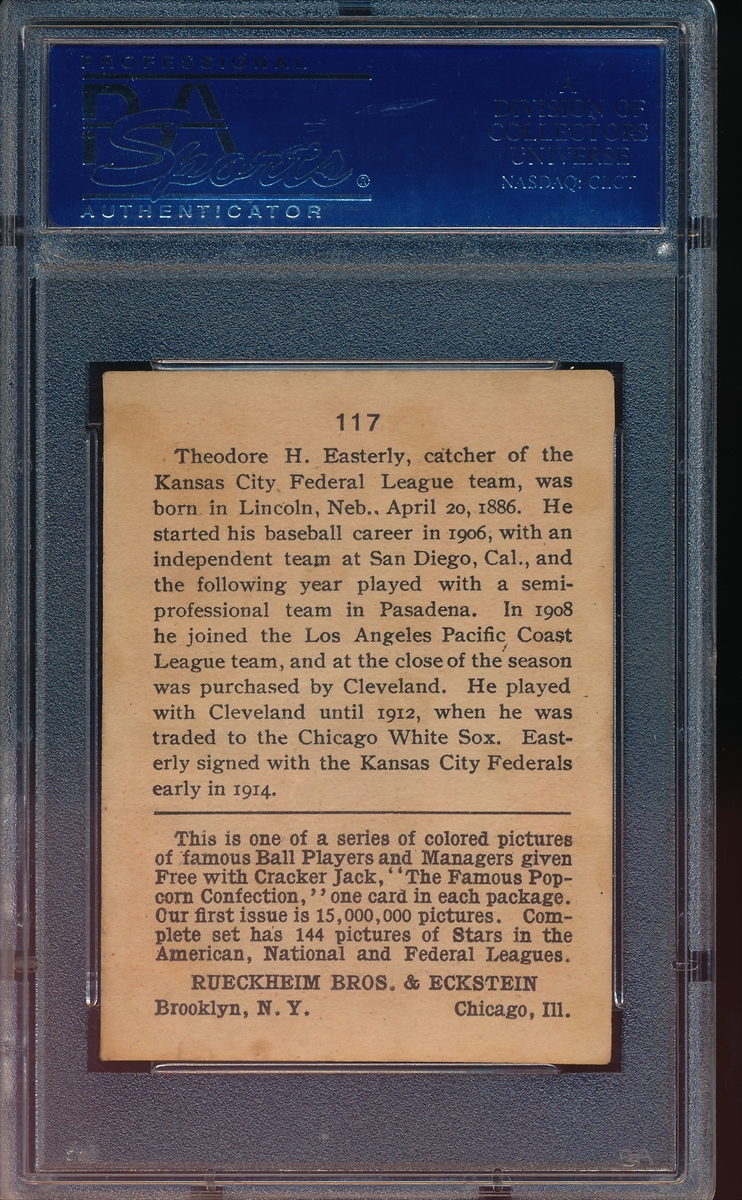 PROFESSIONAL
PSA
Sports®
AUTHENTICATOR
A
DIVISION OF
COLLECTORS
UNIVERSE
NASDAQ: CLCT
117
Theodore H. Easterly, catcher of the
Kansas City Federal League team, was
born in Lincoln, Neb., April 20, 1886. He
started his baseball career in 1906, with an
independent team at San Diego, Cal., and
the following year played with a semi-
professional team in Pasadena. In 1908
he joined the Los Angeles Pacific Coast
League team, and at the close of the season
was purchased by Cleveland. He played
with Cleveland until 1912, when he was
traded to the Chicago White Sox. East-
erly signed with the Kansas City Federals
early in 1914.
This is one of a series of colored pictures
of famous Ball Players and Managers given
Free with Cracker Jack, "The Famous Pop-
corn Confection," one card in each package.
Our first issue is 15,000,000 pictures. Com-
plete set has 144 pictures of Stars in the
American, National and Federal Leagues.
RUECKHEIM BROS. & ECKSTEIN
Brooklyn, N. Y. Chicago, Ill.